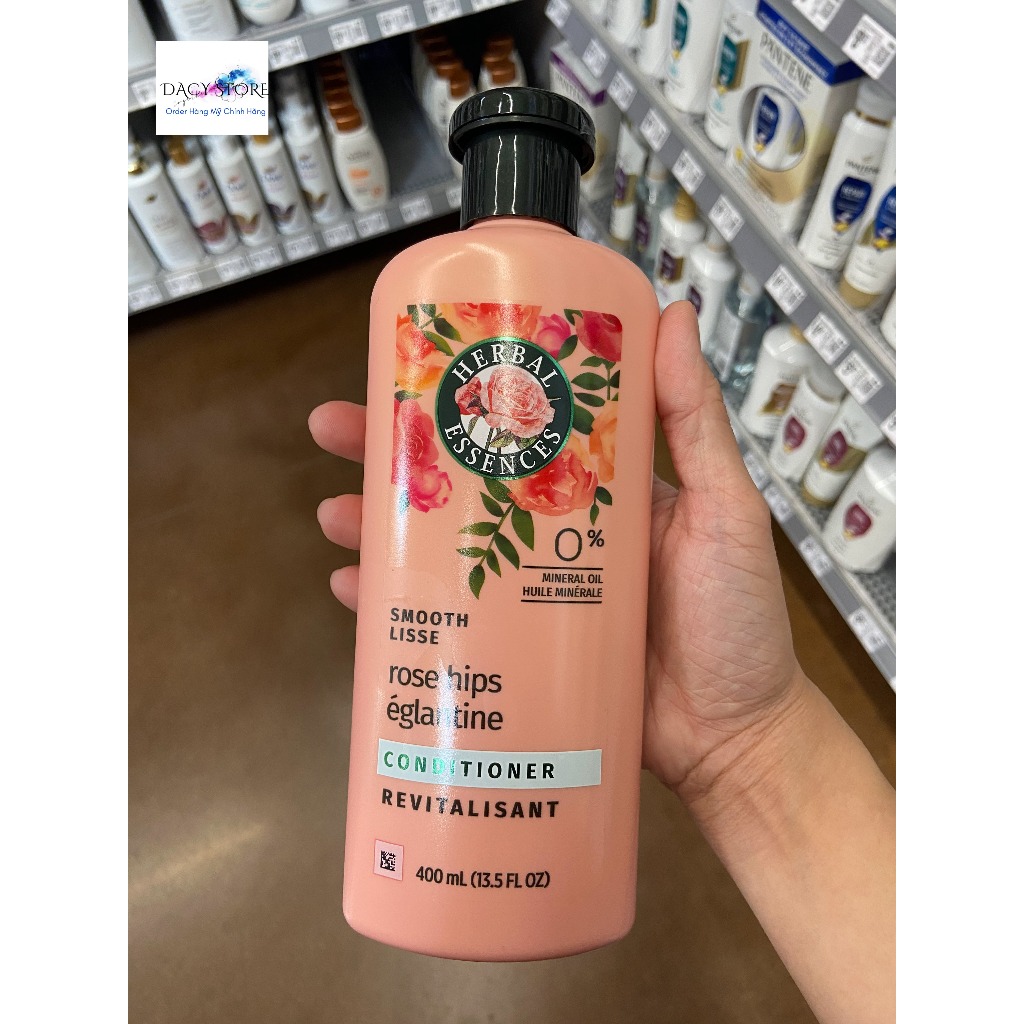 DACY STORE
Order Hàng Mỹ Chính Hãng
PANTENE
HERBAL
ESSENCES
0%
MINERAL OIL
HUILE MINÉRALE
SMOOTH
LISSE
rose hips
églantine
CONDITIONER
REVITALISANT
400 mL (13.5 FL OZ)